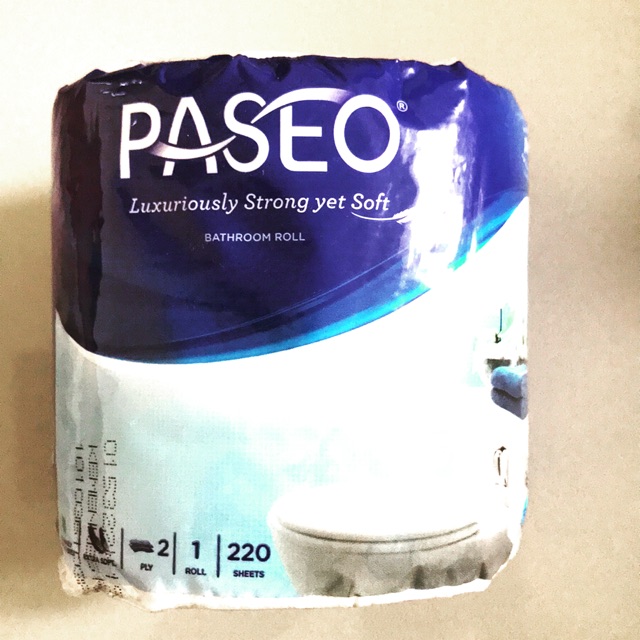 PASEO®
Luxuriously Strong yet Soft
BATHROOM ROLL
2 PLY
1 ROLL
220 SHEETS